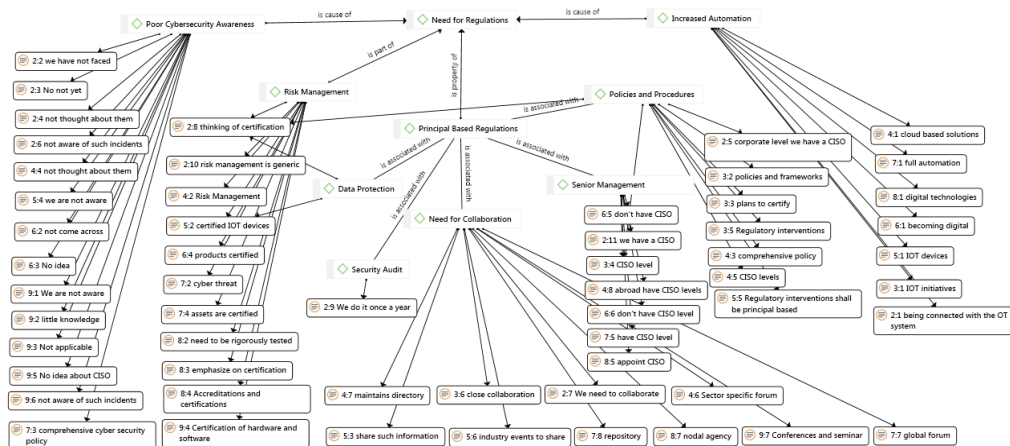 Poor Cybersecurity Awareness
is cause of
Need for Regulations
is cause of
Increased Automation
is part of
is property of
2:2 we have not faced
2:3 No not yet
2:4 not thought about them
2:6 not aware of such incidents
4:4 not thought about them
5:4 we are not aware
6:2 not come across
6:3 No idea
9:1 We are not aware
9:2 little knowledge
9:3 Not applicable
9:5 No idea about CISO
9:6 not aware of such incidents
7:3 comprehensive cyber security
policy
Risk Management
2:8 thinking of certification
2:10 risk management is generic
4:2 Risk Management
5:2 certified IOT devices
6:4 products certified
7:2 cyber threat
7:4 assets are certified
8:2 need to be rigorously tested
8:3 emphasize on certification
8:4 Accreditations and
certifications
9:4 Certification of hardware and
software
Principal Based Regulations
is associated with
is associated with
is associated with
is associated with
is associated with
Data Protection
Security Audit
2:9 We do it once a year
Need for Collaboration
4:7 maintains directory
3:6 close collaboration
2:7 We need to collaborate
4:6 Sector specific forum
5:3 share such information
5:6 industry events to share
7:8 repository
8:7 nodal agency
9:7 Conferences and seminar
7:7 global forum
Senior Management
6:5 don't have CISO
2:11 we have a CISO
3:4 CISO level
4:8 abroad have CISO levels
6:6 don't have CISO level
7:5 have CISO level
8:5 appoint CISO
Policies and Procedures
2:5 corporate level we have a CISO
3:2 policies and frameworks
3:3 plans to certify
3:5 Regulatory interventions
4:3 comprehensive policy
4:5 CISO levels
5:5 Regulatory interventions shall
be principal based
4:1 cloud based solutions
7:1 full automation
8:1 digital technologies
6:1 becoming digital
5:1 IOT devices
3:1 IOT initiatives
2:1 being connected with the OT
system